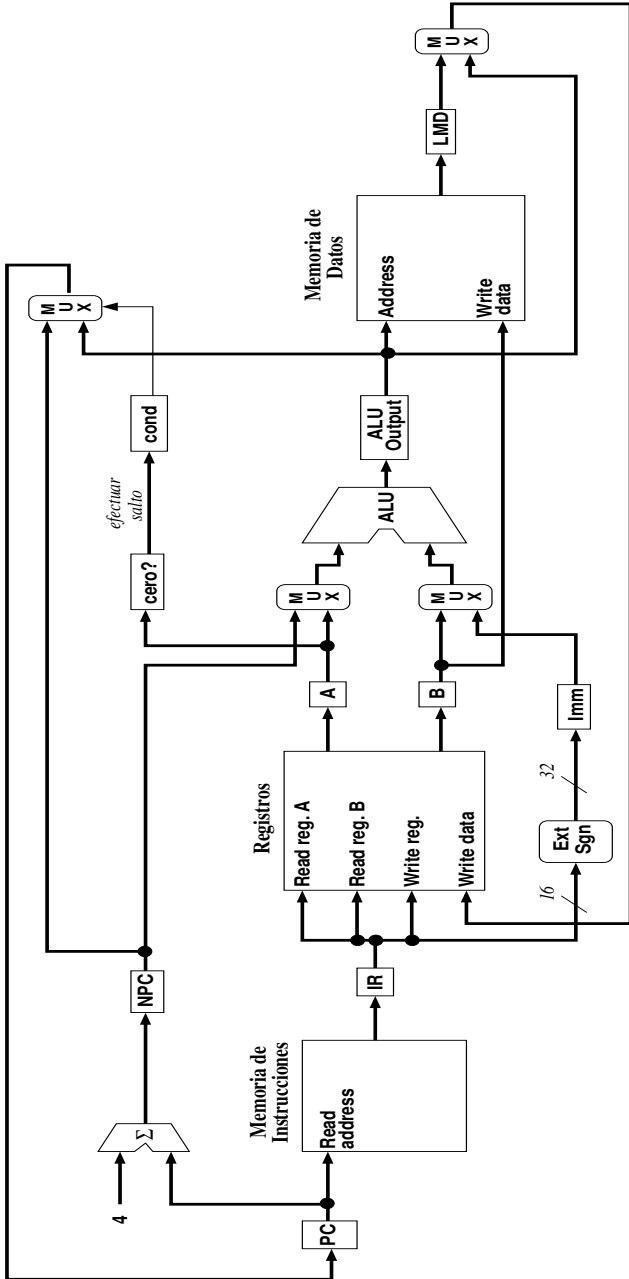 4
Σ
NPC
PC
Memoria de
Instrucciones
Read
address
IR
Registros
Read reg. A
Read reg. B
Write reg.
Write data
16
Ext
Sgn
32
Imm
A
B
cero?
efectuar
salto
cond
M
U
X
M
U
X
M
U
X
ALU
ALU
Output
Memoria de
Datos
Address
Write
data
LMD
M
U
X